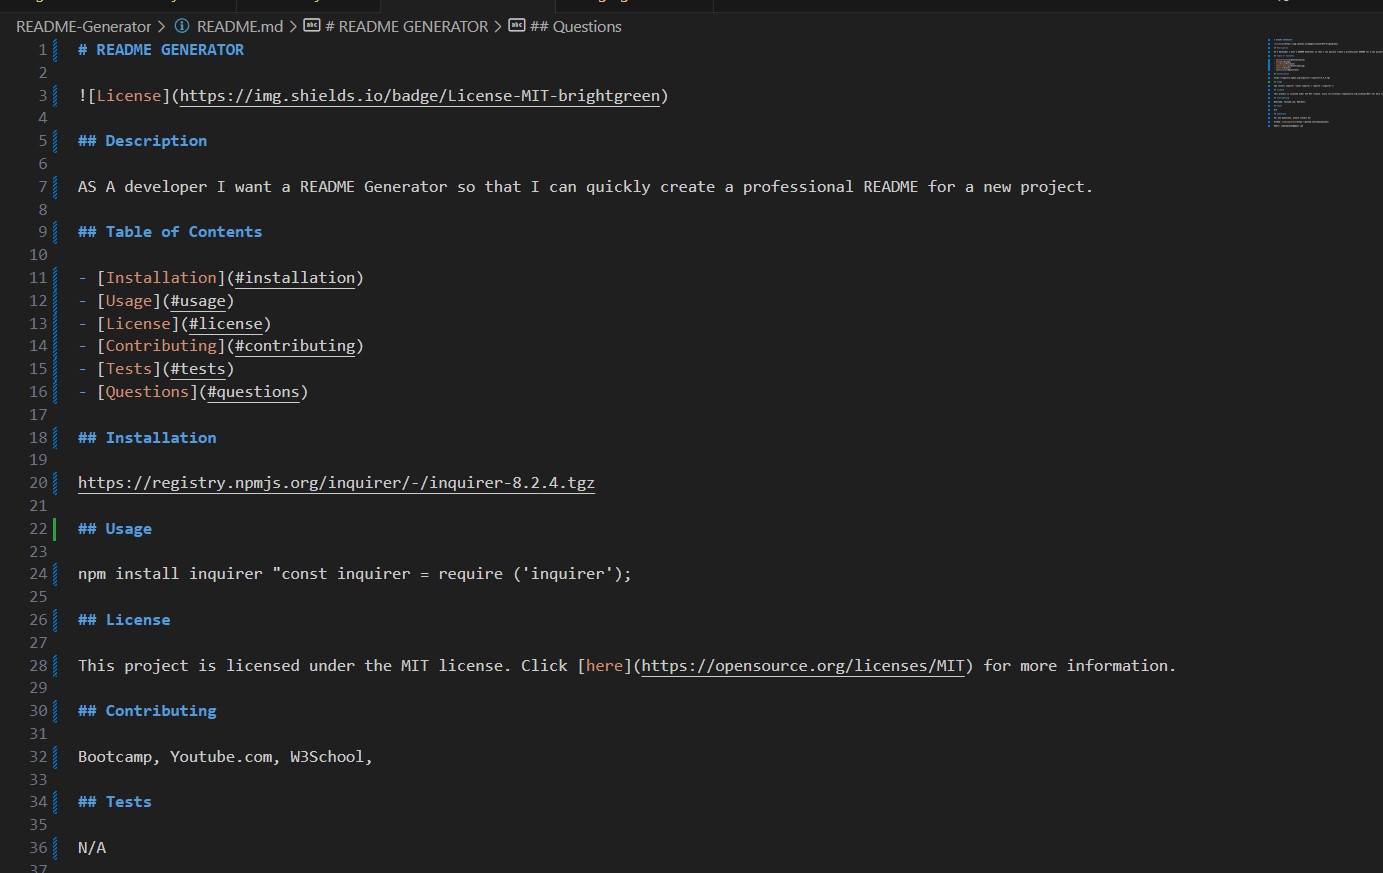 README-Generator > README.md > # README GENERATOR > ## Questions
1 # README GENERATOR
2
3 ![License](https://img.shields.io/badge/License-MIT-brightgreen)
4
5 ## Description
6
7 AS A developer I want a README Generator so that I can quickly create a professional README for a new project.
8
9 ## Table of Contents
10
11 - [Installation](#installation)
12 - [Usage](#usage)
13 - [License](#license)
14 - [Contributing](#contributing)
15 - [Tests](#tests)
16 - [Questions](#questions)
17
18 ## Installation
19
20 https://registry.npmjs.org/inquirer/-/inquirer-8.2.4.tgz
21
22 ## Usage
23
24 npm install inquirer "const inquirer = require ('inquirer');
25
26 ## License
27
28 This project is licensed under the MIT license. Click [here](https://opensource.org/licenses/MIT) for more information.
29
30 ## Contributing
31
32 Bootcamp, Youtube.com, W3School,
33
34 ## Tests
35
36 N/A
37